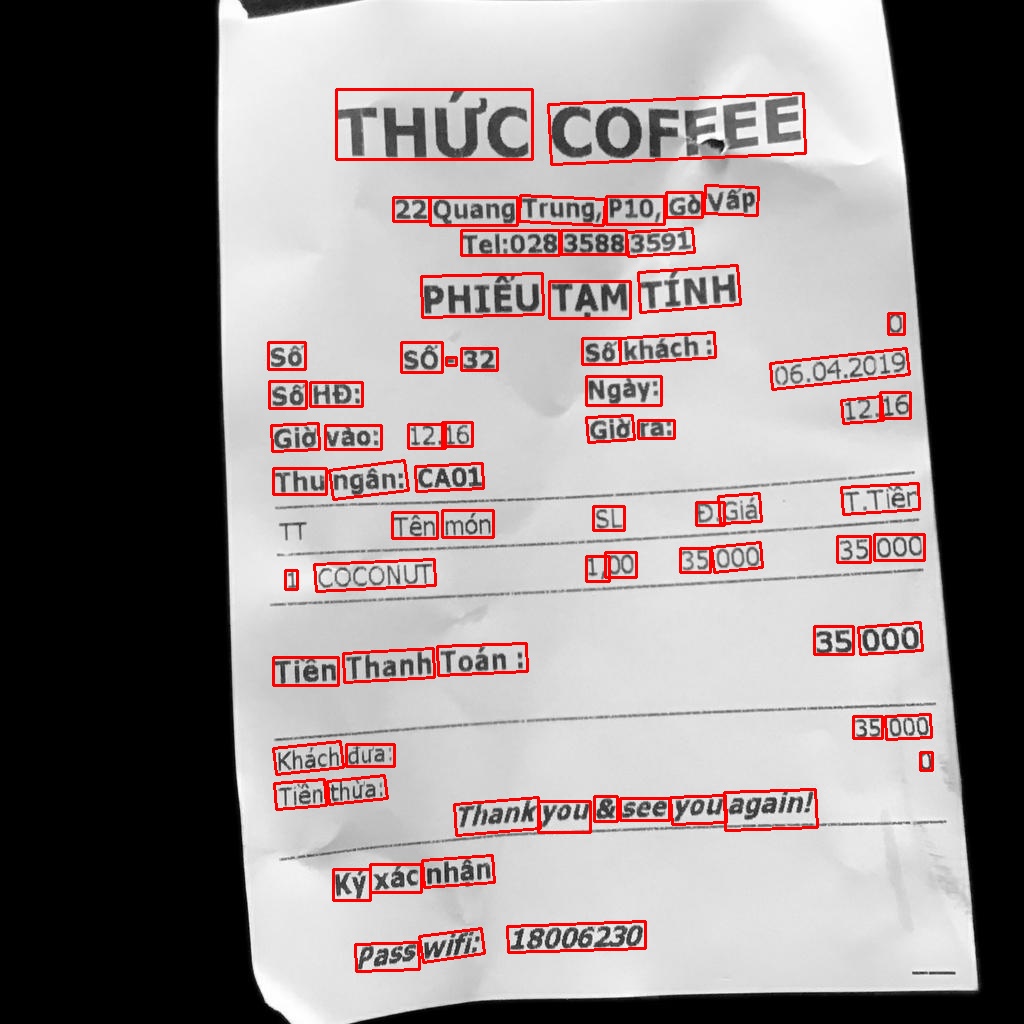 THỨC COFFEE
22 Quang Trung, P10, Gò Vấp
Tel:028 3588 3591
PHIẾU TẠM TÍNH
Số SỐ - 32 Số khách : 0
Số HĐ: Ngày: 06.04.2019
Giờ vào: 12.16 Giờ ra: 12.16
Thu ngân: CA01
TT Tên món SL Đ.Giá T.Tiền
1 COCONUT 1,00 35 000 35 000
Tiền Thanh Toán : 35 000
Khách đưa: 35 000
Tiền thừa: 0
Thank you & see you again!
Ký xác nhân
Pass wifi: 18006230